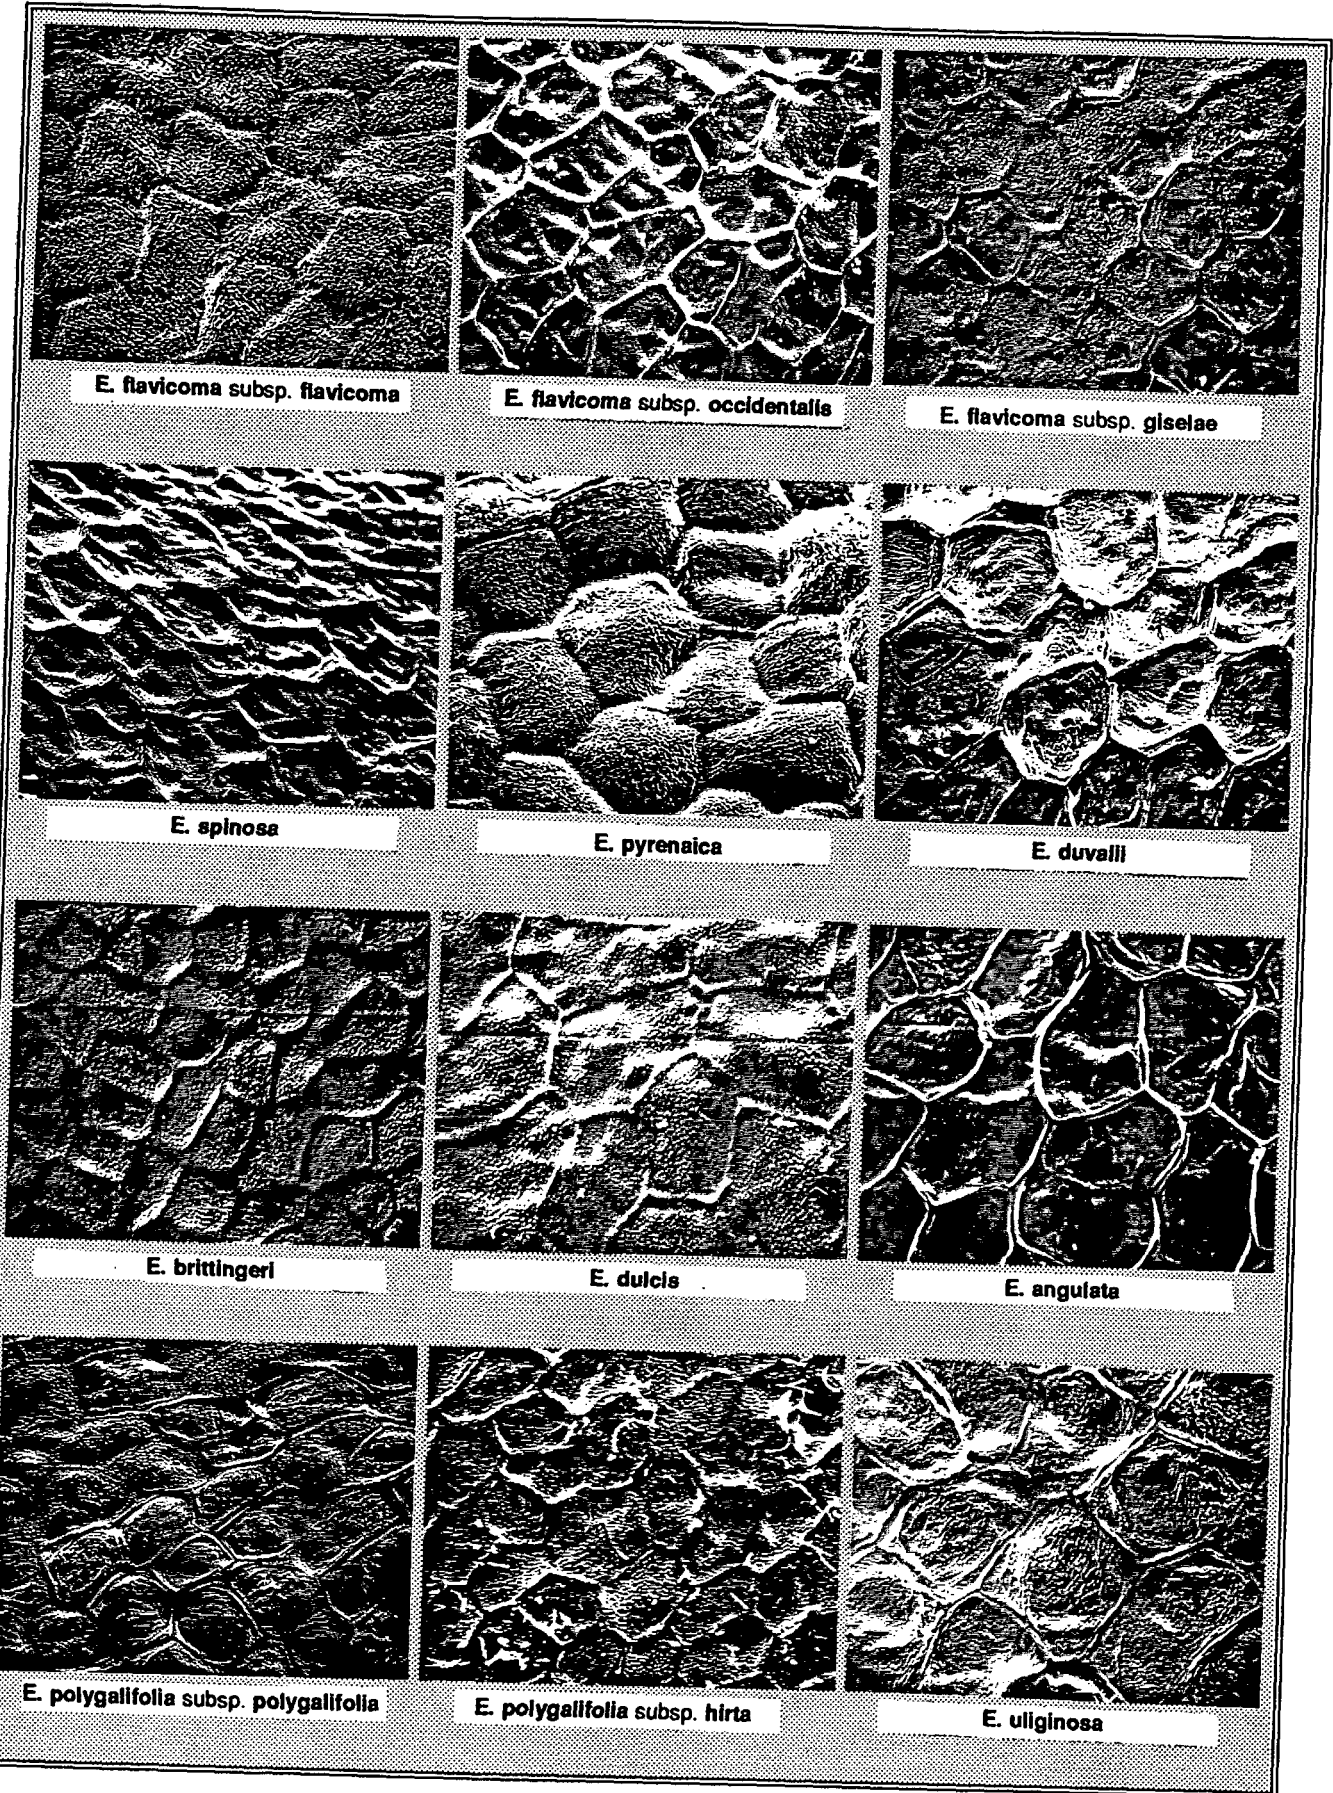 E. flavicoma subsp. flavicoma
E. flavicoma subsp. occidentalis
E. flavicoma subsp. giselae
E. spinosa
E. pyrenaica
E. duvalii
E. brittingeri
E. dulcis
E. angulata
E. polygalifolia subsp. polygalifolia
E. polygalifolia subsp. hirta
E. uliginosa